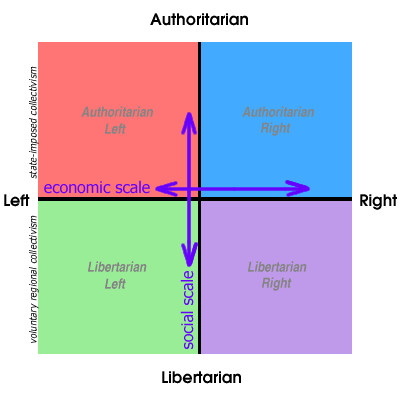 Authoritarian
state-imposed collectivism
Authoritarian
Left
Authoritarian
Right
economic scale
Left
Right
voluntary regional collectivism
Libertarian
Left
Libertarian
Right
social scale
Libertarian